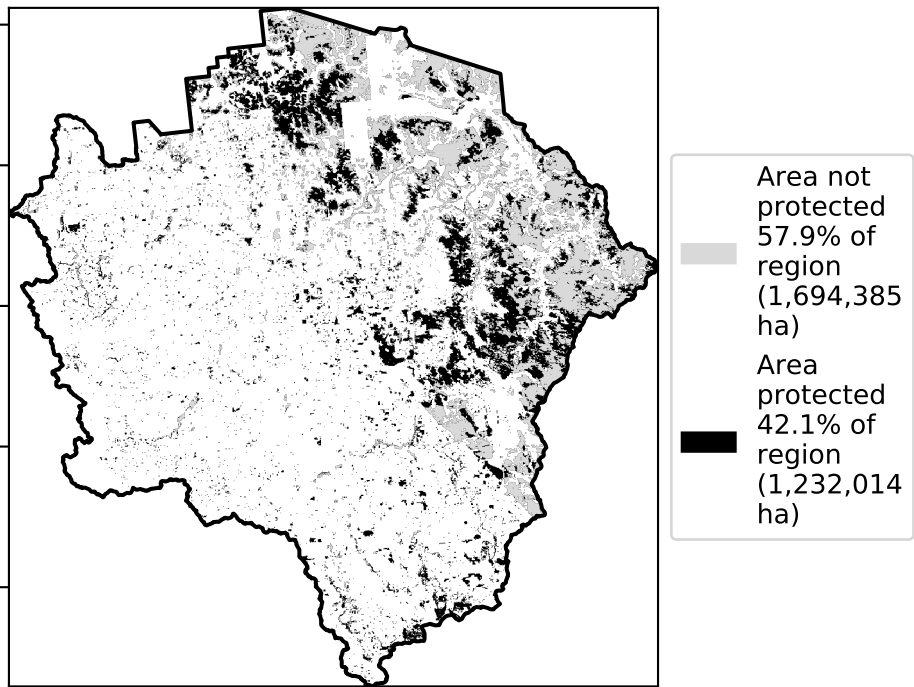 Area not
protected
57.9% of
region
(1,694,385
ha)
Area
protected
42.1% of
region
(1,232,014
ha)